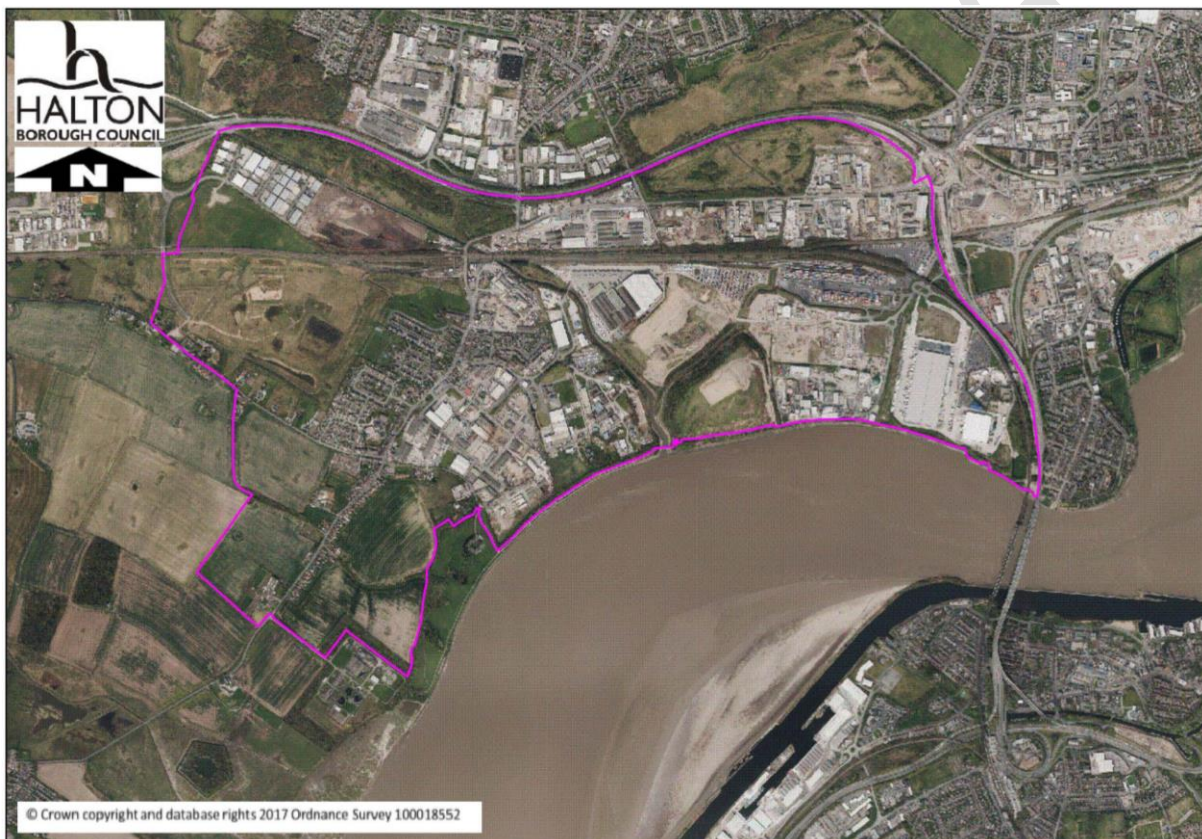 HALTON
BOROUGH COUNCIL
N
© Crown copyright and database rights 2017 Ordnance Survey 100018552